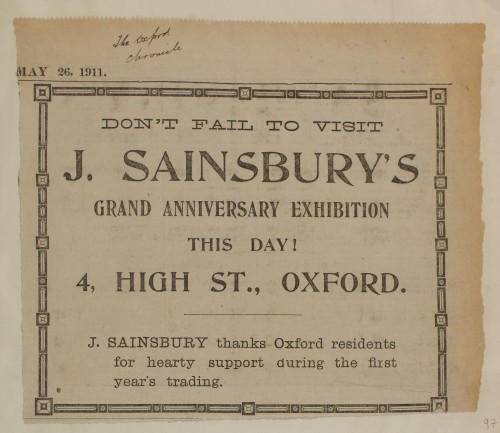 The Oxford
Chronicle
MAY 26, 1911.
DON'T FAIL TO VISIT
J. SAINSBURY'S
GRAND ANNIVERSARY EXHIBITION
THIS DAY!
4, HIGH ST., OXFORD.
J. SAINSBURY thanks Oxford residents
for hearty support during the first
year's trading.
97